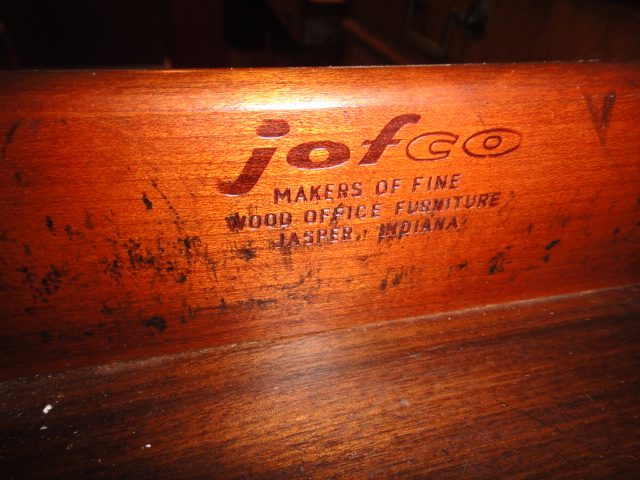 jofco
MAKERS OF FINE
WOOD OFFICE FURNITURE
JASPER, INDIANA